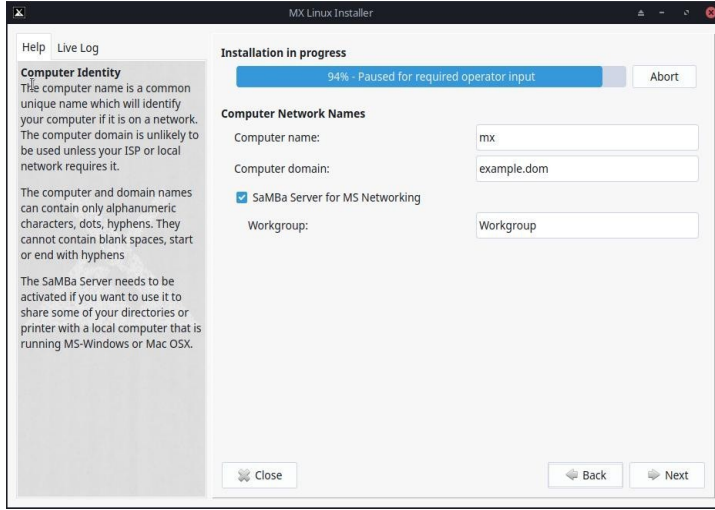 MX Linux Installer
Help
Live Log
Computer Identity
The computer name is a common
unique name which will identify
your computer if it is on a network.
The computer domain is unlikely to
be used unless your ISP or local
network requires it.
The computer and domain names
can contain only alphanumeric
characters, dots, hyphens. They
cannot contain blank spaces, start
or end with hyphens
The SaMBa Server needs to be
activated if you want to use it to
share some of your directories or
printer with a local computer that is
running MS-Windows or Mac OSX.
Installation in progress
94% - Paused for required operator input
Abort
Computer Network Names
Computer name:
mx
Computer domain:
example.dom
SaMBa Server for MS Networking
Workgroup:
Workgroup
Close
Back
Next